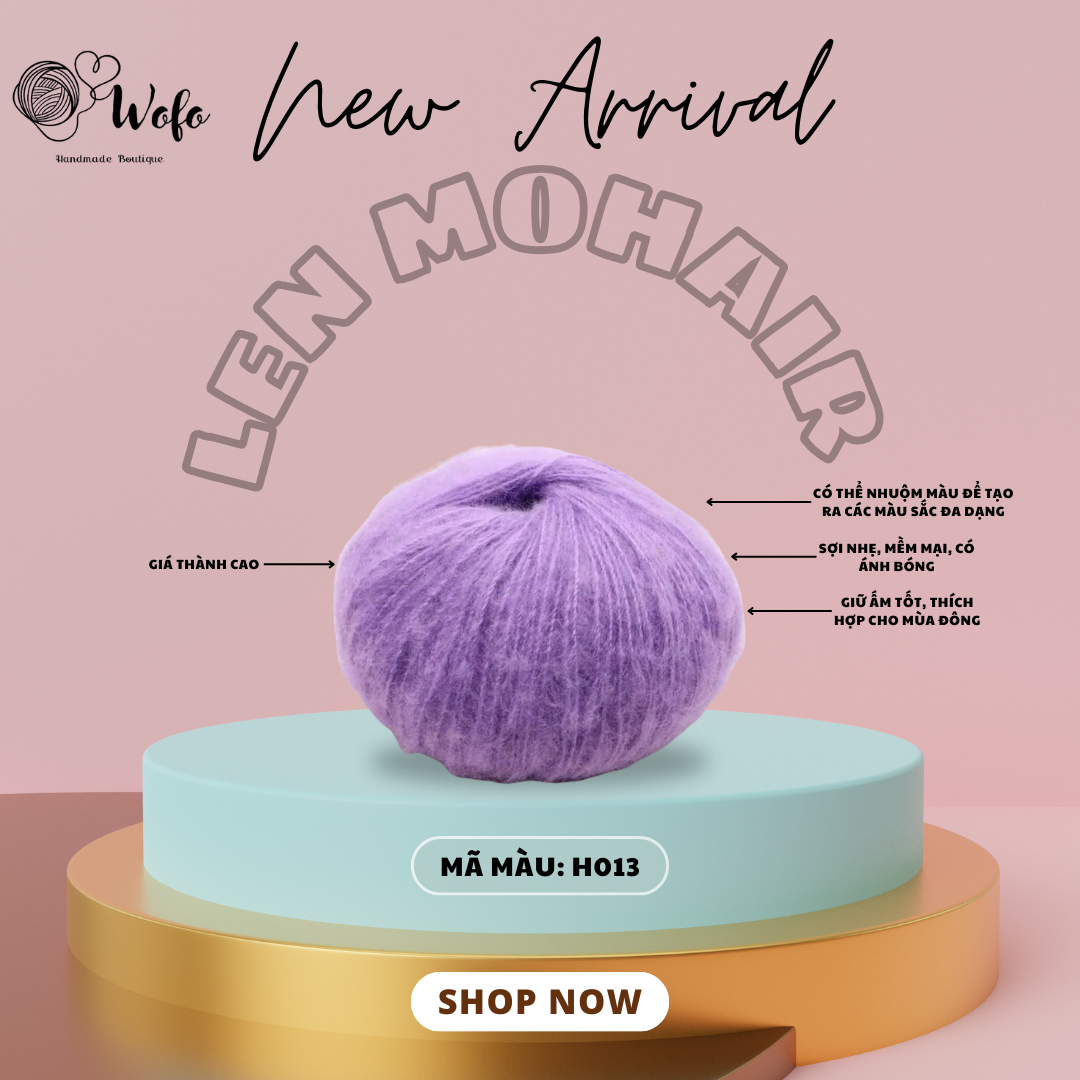 Wofo
Handmade Boutique
New Arrival
LEN MOHAIR
CÓ THỂ NHUỘM MÀU ĐỂ TẠO
RA CÁC MÀU SẮC ĐA DẠNG
SỢI NHẸ, MỀM MẠI, CÓ
ÁNH BÓNG
GIÁ THÀNH CAO
GIỮ ẤM TỐT, THÍCH
HỢP CHO MÙA ĐÔNG
MÃ MÀU: H013
SHOP NOW